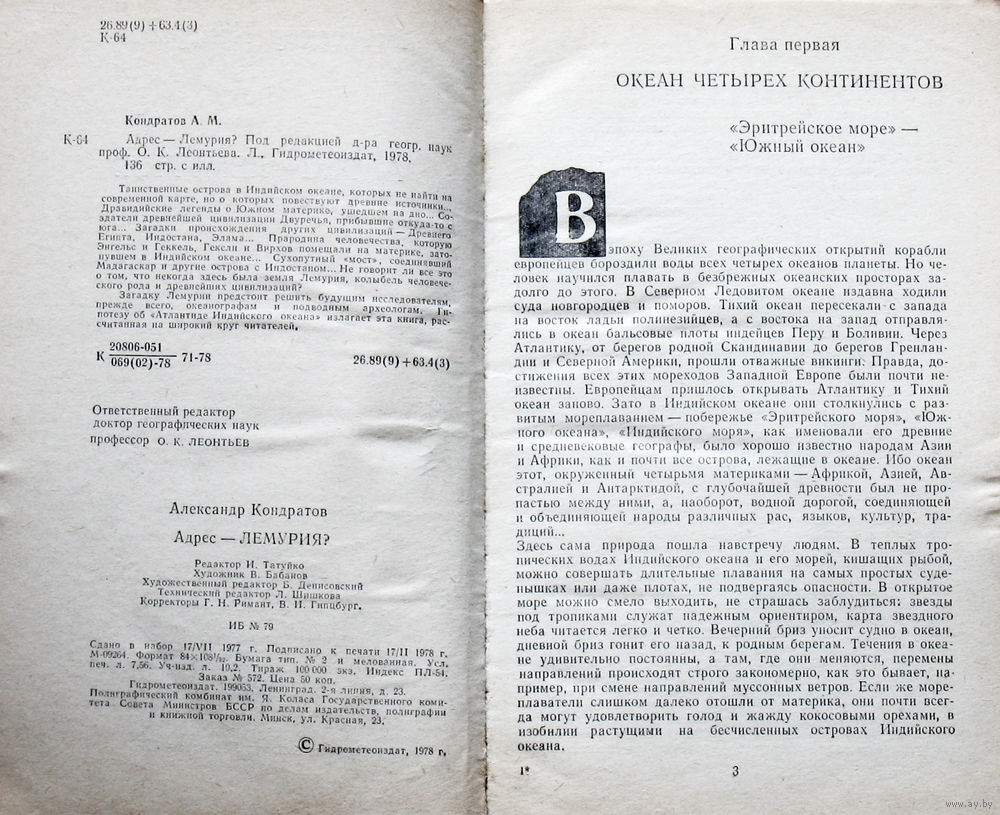 26.89(9)+63.4(3)
К-64
Кондратов А. М.
К-64 Адрес — Лемурия? Под редакцией д-ра геогр. наук
проф. О. К. Леонтьева. Л., Гидрометеоиздат, 1978.
136 стр. с илл.
Таинственные острова в Индийском океане, которых не найти на
современной карте, но о которых повествуют древние источники...
Дравидийские легенды о Южном материке, ушедшем на дно... Со-
здатели древнейшей цивилизации Двуречья, прибывшие откуда-то с
юга... Загадки происхождения других цивилизаций — Древнего
Египта, Индостана, Элама... Прародина человечества, которую
Энгельс и Геккель, Гексли и Вирхов помещали на материке, зато-
нувшем в Индийском океане... Сухопутный «мост», соединявший
Мадагаскар и другие острова с Индостаном... Не говорит ли все это
о том, что некогда здесь была земля Лемурия, колыбель человече-
ского рода и древнейших цивилизаций?
Загадку Лемурии предстоит решить будущим исследователям,
прежде всего, океанографам и подводным археологам. Ги-
потезу об «Атлантиде Индийского океана» излагает эта книга, рас-
считанная на широкий круг читателей.
К 20806-051
069(02)-78 71-78 26.89(9)+63.4(3)
Ответственный редактор
доктор географических наук
профессор О. К. ЛЕОНТЬЕВ
Александр Кондратов
Адрес — ЛЕМУРИЯ?
Редактор И. Татуйко
Художник В. Бабанов
Художественный редактор Б. Денисовский
Технический редактор Л. Шишкова
Корректоры Г. Н. Римант, В. И. Гинцбург.
ИБ № 79
Сдано в набор 17/VII 1977 г. Подписано к печати 17/II 1978 г.
М-09264. Формат 84×108¹/₃₂. Бумага тип. № 2 и мелованная. Усл.
печ. л. 7,56. Уч-изд. л. 10,2. Тираж 100 000 экз. Индекс ПЛ-54.
Заказ № 572. Цена 50 коп.
Гидрометеоиздат. 199053. Ленинград. 2-я линия, д. 23.
Полиграфический комбинат им. Я. Коласа Государственного коми-
тета Совета Министров БССР по делам издательств, полиграфии
и книжной торговли. Минск, ул. Красная, 23.
© Гидрометеоиздат, 1978 г.
Глава первая
ОКЕАН ЧЕТЫРЕХ КОНТИНЕНТОВ
«Эритрейское море» —
«Южный океан»
В эпоху Великих географических открытий корабли
европейцев бороздили воды всех четырех океанов планеты. Но че-
ловек научился плавать в безбрежных океанских просторах за-
долго до этого. В Северном Ледовитом океане издавна ходили
суда новгородцев и поморов. Тихий океан пересекали с запада
на восток ладьи полинезийцев, а с востока на запад отправля-
лись в океан бальсовые плоты индейцев Перу и Боливии. Через
Атлантику, от берегов родной Скандинавии до берегов Гренлан-
дии и Северной Америки, прошли отважные викинги. Правда, до-
стижения всех этих мореходов Западной Европе были почти не-
известны. Европейцам пришлось открывать Атлантику и Тихий
океан заново. Зато в Индийском океане они столкнулись с раз-
витым мореплаванием — побережье «Эритрейского моря», «Юж-
ного океана», «Индийского моря», как именовали его древние
и средневековые географы, было хорошо известно народам Азии
и Африки, как и почти все острова, лежащие в океане. Ибо океан
этот, окруженный четырьмя материками — Африкой, Азией, Ав-
стралией и Антарктидой, с глубочайшей древности был не про-
пастью между ними, а, наоборот, водной дорогой, соединяющей
и объединяющей народы различных рас, языков, культур, тра-
диций...
Здесь сама природа пошла навстречу людям. В теплых тро-
пических водах Индийского океана и его морей, кишащих рыбой,
можно совершать длительные плавания на самых простых суде-
нышках или даже плотах, не подвергаясь опасности. В открытое
море можно смело выходить, не страшась заблудиться: звезды
под тропиками служат надежным ориентиром, карта звездного
неба читается легко и четко. Вечерний бриз уносит судно в океан,
дневной бриз гонит его назад, к родным берегам. Течения в океа-
не удивительно постоянны, а там, где они меняются, перемены
направлений происходят строго закономерно, как это бывает, на-
пример, при смене направлений муссонных ветров. Если же море-
плаватели слишком далеко отошли от материка, они почти всег-
да могут удовлетворить голод и жажду кокосовыми орехами, в
изобилии растущими на бесчисленных островах Индийского
океана.
1* 3
www.ay.by